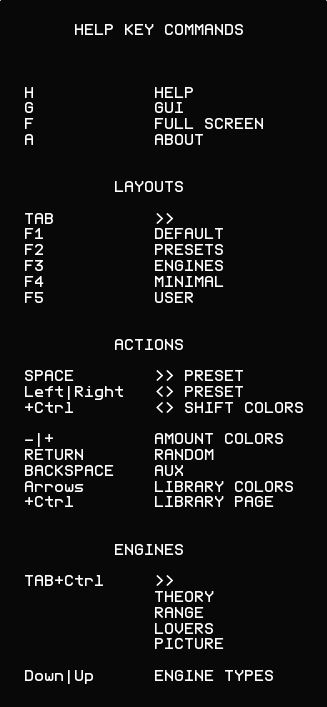 HELP KEY COMMANDS
H HELP
G GUI
F FULL SCREEN
A ABOUT
LAYOUTS
TAB >>
F1 DEFAULT
F2 PRESETS
F3 ENGINES
F4 MINIMAL
F5 USER
ACTIONS
SPACE >> PRESET
Left|Right <> PRESET
+Ctrl <> SHIFT COLORS
-|+ AMOUNT COLORS
RETURN RANDOM
BACKSPACE AUX
Arrows LIBRARY COLORS
+Ctrl LIBRARY PAGE
ENGINES
TAB+Ctrl >>
THEORY
RANGE
LOVERS
PICTURE
Down|Up ENGINE TYPES